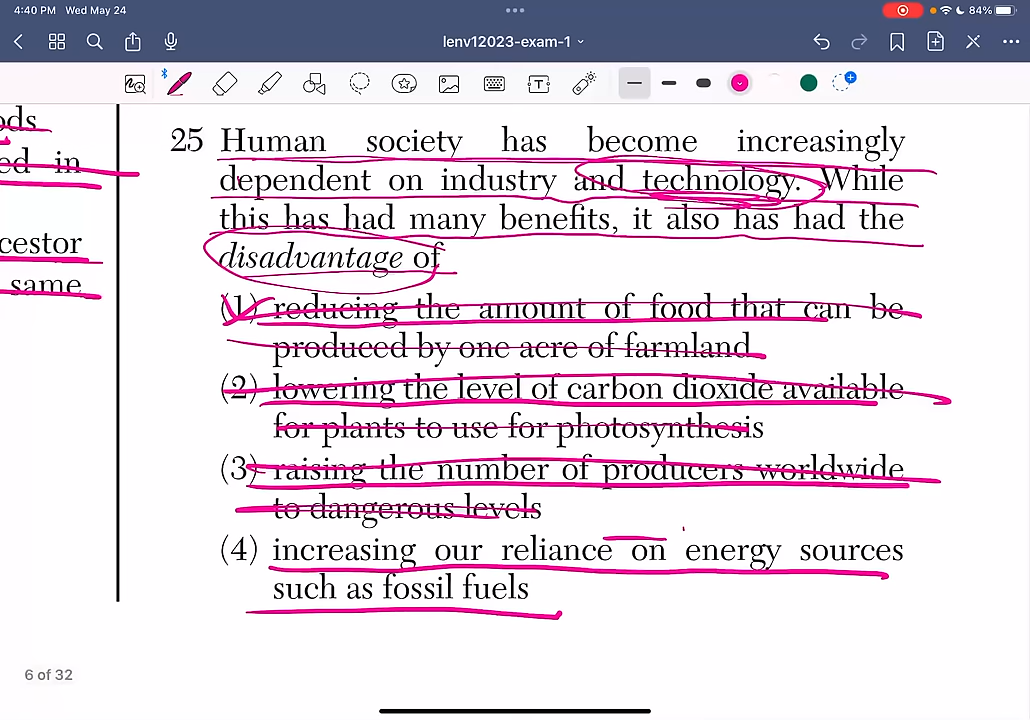 4:40 PM Wed May 24
84%
lenv12023-exam-1
ods
ed in
cestor
same
25 Human society has become increasingly
dependent on industry and technology. While
this has had many benefits, it also has had the
disadvantage of
(1) reducing the amount of food that can be
produced by one acre of farmland
(2) lowering the level of carbon dioxide available
for plants to use for photosynthesis
(3) raising the number of producers worldwide
to dangerous levels
(4) increasing our reliance on energy sources
such as fossil fuels
6 of 32